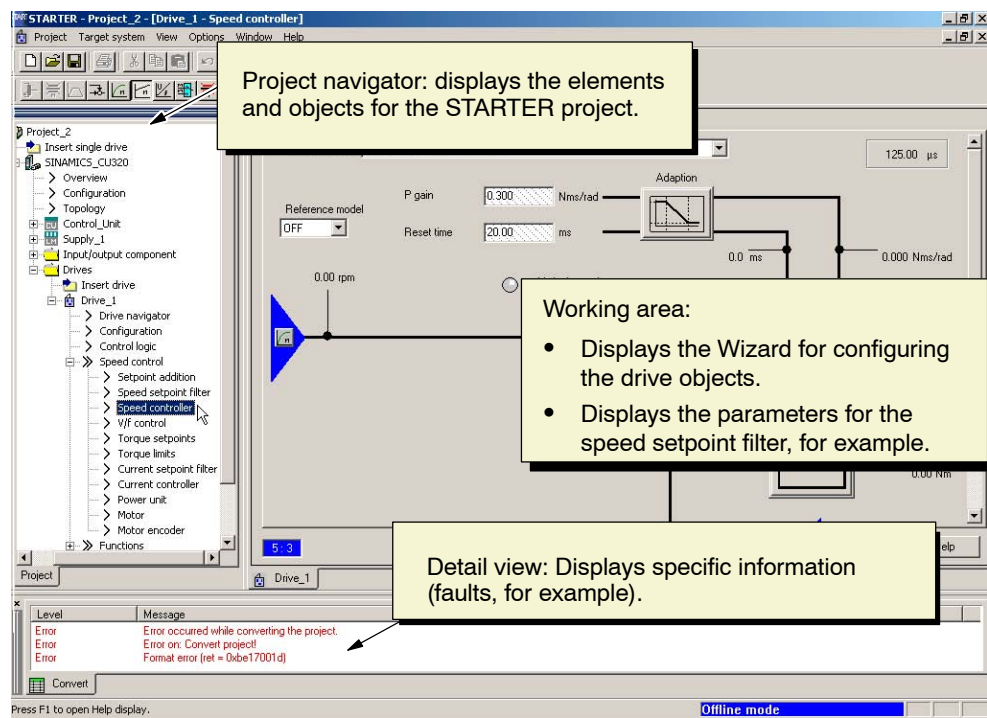 STARTER - Project_2 - [Drive_1 - Speed controller]
Project Target system View Options Window Help
Project navigator: displays the elements
and objects for the STARTER project.
Project_2
Insert single drive
SINAMICS_CU320
Overview
Configuration
Topology
Control_Unit
Supply_1
Input/output component
Drives
Insert drive
Drive_1
Drive navigator
Configuration
Control logic
Speed control
Setpoint addition
Speed setpoint filter
Speed controller
V/f control
Torque setpoints
Torque limits
Current setpoint filter
Current controller
Power unit
Motor
Motor encoder
Functions
Project
125.00 µs
Adaption
P gain 0.300 Nms/rad
Reference model
OFF
Reset time 20.00 ms
0.0 ms
0.000 Nms/rad
0.00 rpm
n
Working area:
• Displays the Wizard for configuring
the drive objects.
• Displays the parameters for the
speed setpoint filter, for example.
0.00 Nm
5:3
elp
Drive_1
Detail view: Displays specific information
(faults, for example).
Level Message
Error Error occurred while converting the project.
Error Error on: Convert project!
Error Format error (ret = 0xbe17001d)
Convert
Press F1 to open Help display.
Offline mode